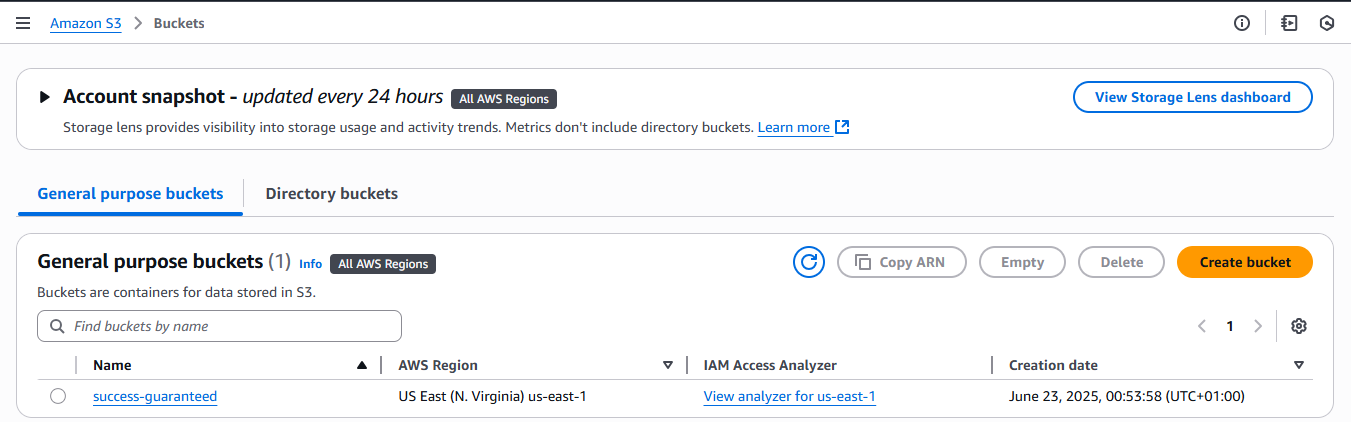 Amazon S3 > Buckets
Account snapshot - updated every 24 hours All AWS Regions View Storage Lens dashboard
Storage lens provides visibility into storage usage and activity trends. Metrics don't include directory buckets. Learn more
General purpose buckets Directory buckets
General purpose buckets (1) Info All AWS Regions Copy ARN Empty Delete Create bucket
Buckets are containers for data stored in S3.
Find buckets by name 1
Name AWS Region IAM Access Analyzer Creation date
success-guaranteed US East (N. Virginia) us-east-1 View analyzer for us-east-1 June 23, 2025, 00:53:58 (UTC+01:00)